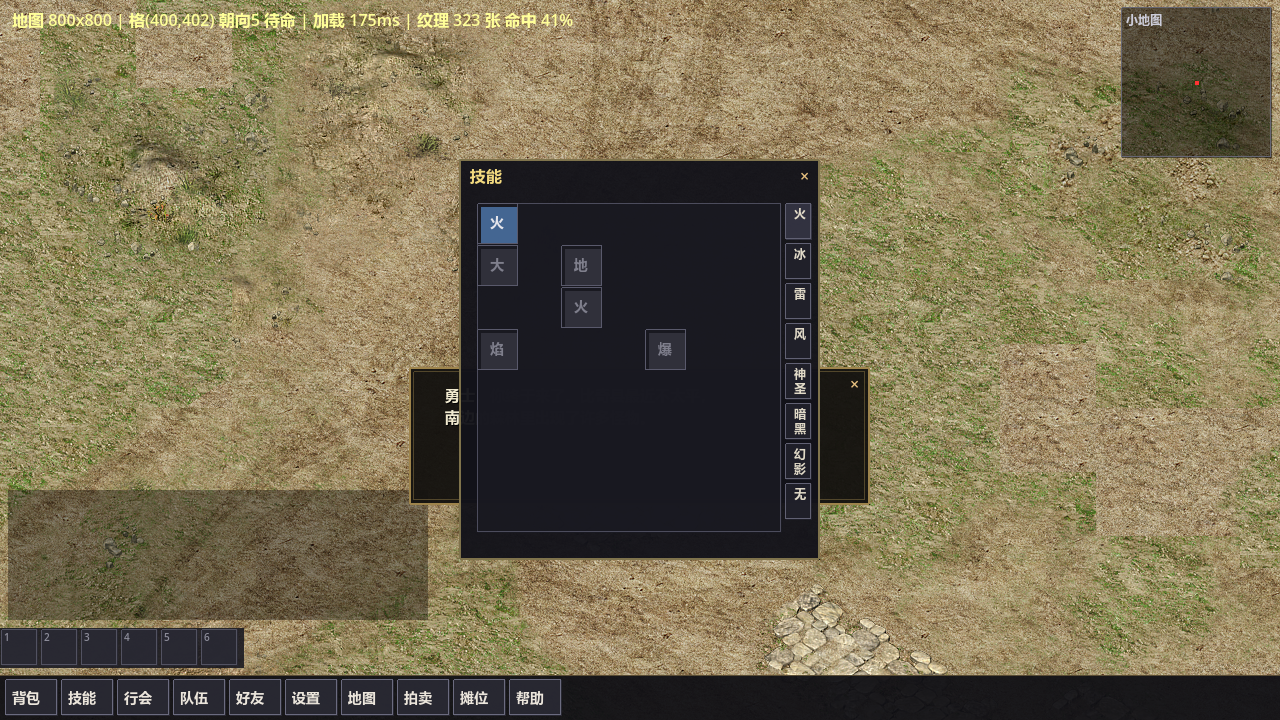 地图 800x800 | 格(400,402) 朝向5 待命 | 加载 175ms | 纹理 323 张 命中 41%
小地图
技能 ×
火
大 地
火
焰 爆
火
冰
雷
风
神
圣
暗
黑
幻
影
无
×
勇士
南边
1 2 3 4 5 6
背包 技能 行会 队伍 好友 设置 地图 拍卖 摊位 帮助